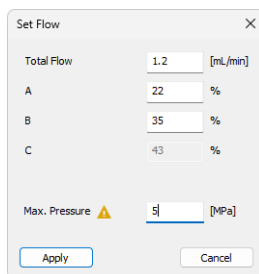 Set Flow
Total Flow 1.2 [mL/min]
A 22 %
B 35 %
C 43 %
Max. Pressure 5 [MPa]
Apply Cancel